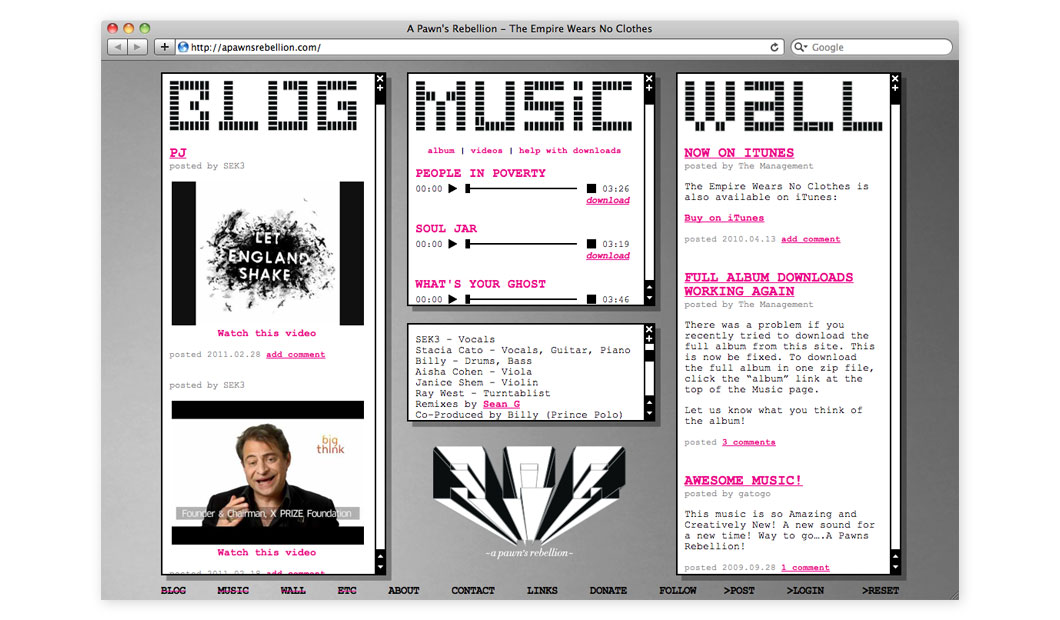 A Pawn's Rebellion – The Empire Wears No Clothes
http://apawnsrebellion.com/
Google
BLOG
PJ
posted by SEK3
LET
ENGLAND
SHAKE
Watch this video
posted 2011.02.28 add comment
posted by SEK3
big
think
Founder & Chairman, X PRIZE Foundation
Watch this video
posted 2011.02.18 add comment
MUSiC
album | videos | help with downloads
PEOPLE IN POVERTY
00:00 03:26
download
SOUL JAR
00:00 03:19
download
WHAT'S YOUR GHOST
00:00 03:46
SEK3 - Vocals
Stacia Cato - Vocals, Guitar, Piano
Billy - Drums, Bass
Aisha Cohen - Viola
Janice Shem - Violin
Ray West - Turntablist
Remixes by Sean G
Co-Produced by Billy (Prince Polo)
~a pawn's rebellion~
WaLL
NOW ON ITUNES
posted by The Management
The Empire Wears No Clothes is
also available on iTunes:
Buy on iTunes
posted 2010.04.13 add comment
FULL ALBUM DOWNLOADS
WORKING AGAIN
posted by The Management
There was a problem if you
recently tried to download the
full album from this site. This
is now be fixed. To download
the full album in one zip file,
click the “album” link at the
top of the Music page.
Let us know what you think of
the album!
posted 3 comments
AWESOME MUSIC!
posted by gatogo
This music is so Amazing and
Creatively New! A new sound for
a new time! Way to go….A Pawns
Rebellion!
posted 2009.09.28 1 comment
BLOG MUSIC WALL ETC ABOUT CONTACT LINKS DONATE FOLLOW >POST >LOGIN >RESET